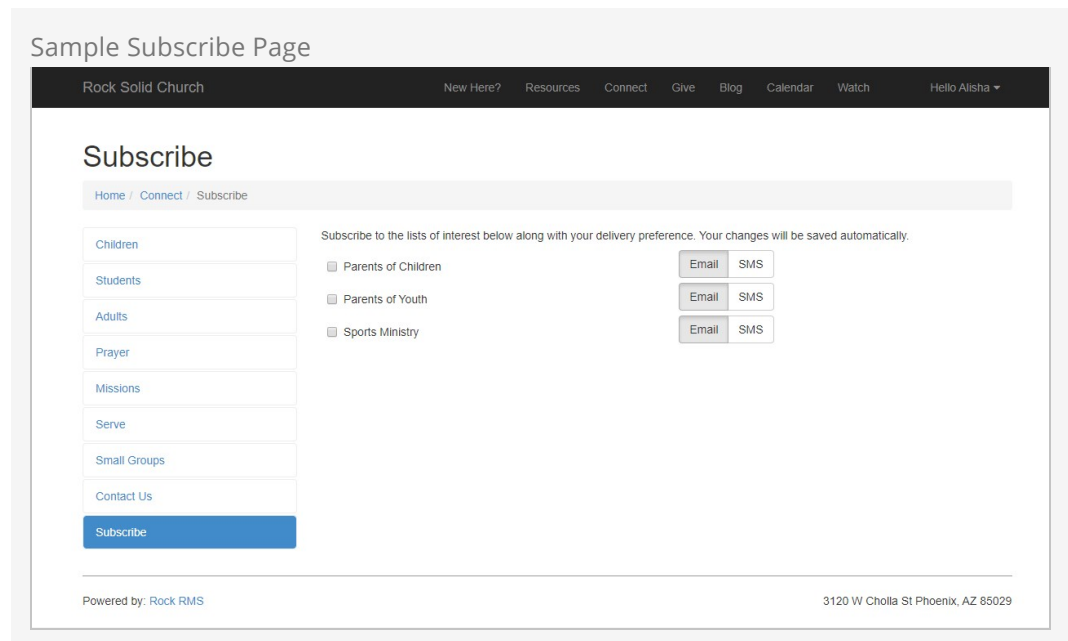 Sample Subscribe Page
Rock Solid Church New Here? Resources Connect Give Blog Calendar Watch Hello Alisha
Subscribe
Home / Connect / Subscribe
Children
Students
Adults
Prayer
Missions
Serve
Small Groups
Contact Us
Subscribe
Subscribe to the lists of interest below along with your delivery preference. Your changes will be saved automatically.
Parents of Children Email SMS
Parents of Youth Email SMS
Sports Ministry Email SMS
Powered by: Rock RMS 3120 W Cholla St Phoenix, AZ 85029